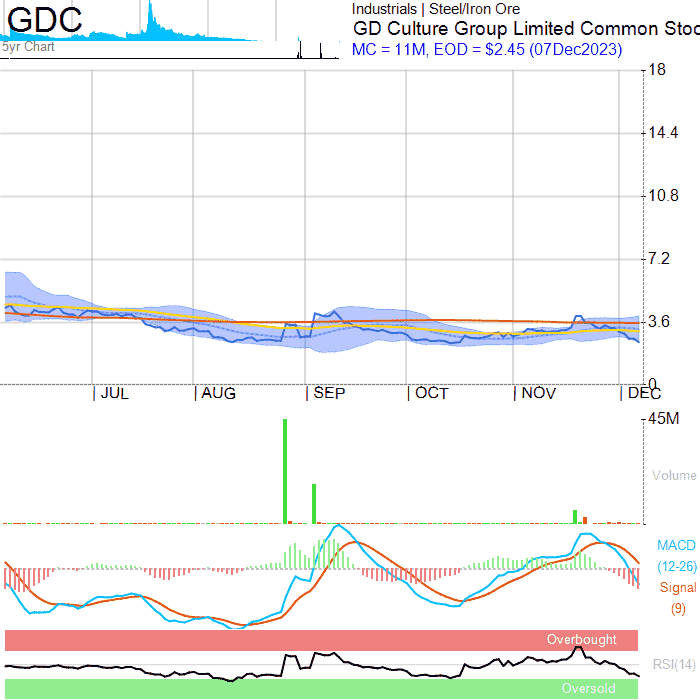 GDC
5yr Chart
Industrials | Steel/Iron Ore
GD Culture Group Limited Common Stoc
MC = 11M, EOD = $2.45 (07Dec2023)
18
14.4
10.8
7.2
3.6
0
JUL
AUG
SEP
OCT
NOV
DEC
45M
Volume
MACD
(12-26)
Signal
(9)
Overbought
RSI(14)
Oversold